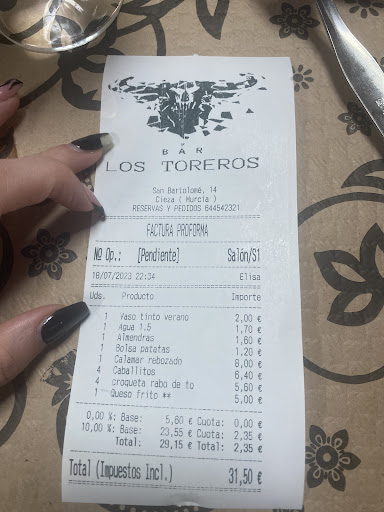 BAR
LOS TOREROS
San Bartolomé, 14
Cieza ( Murcia )
RESERVAS Y PEDIDOS 644542321
FACTURA PROFORMA
Nº Op.: [Pendiente] Salón/S1
18/07/2023 22:34 Elisa
Uds. Producto Importe
1 Vaso tinto verano 2,00 €
1 Agua 1.5 1,70 €
1 Almendras 1,60 €
1 Bolsa patatas 1,20 €
1 Calamar rebozado 8,00 €
4 Caballitos 6,40 €
4 croqueta rabo de to 5,60 €
1 Queso frito ** 5,00 €
0,00 %: Base: 5,60 € Cuota: 0,00 €
10,00 %: Base: 23,55 € Cuota: 2,35 €
Total: 29,15 € Total: 2,35 €
Total (Impuestos Incl.) 31,50 €